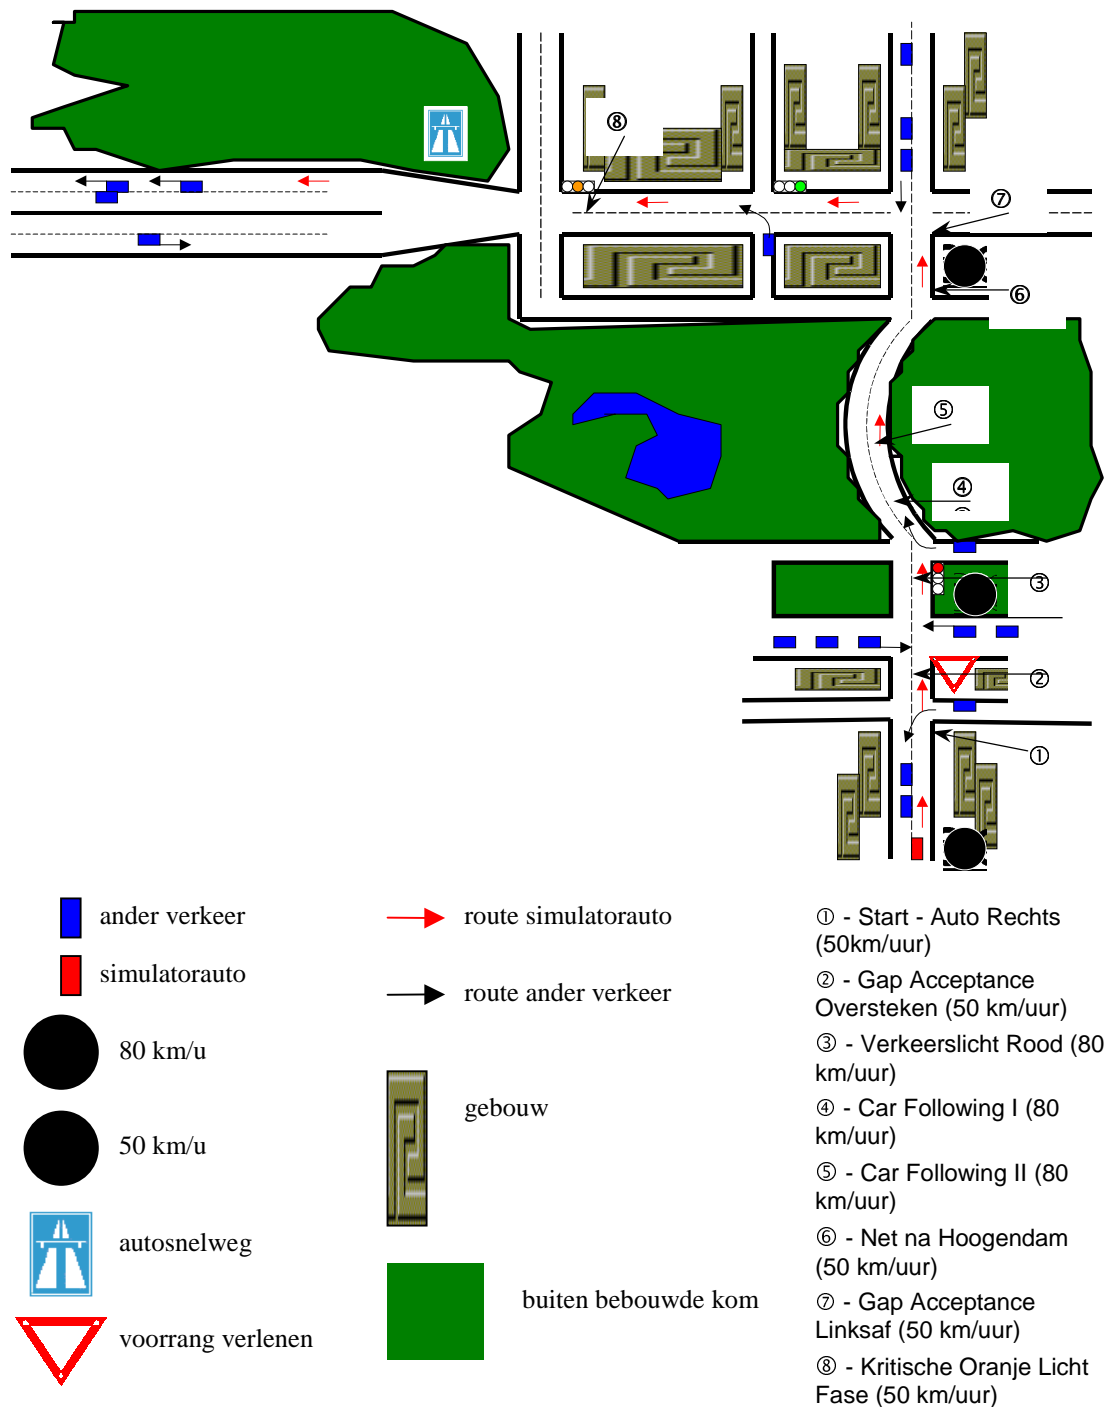 ⑧
⑦
⑥
⑤
④
③
②
①
ander verkeer
simulatorauto
80 km/u
50 km/u
autosnelweg
voorrang verlenen
route simulatorauto
route ander verkeer
gebouw
buiten bebouwde kom
① - Start - Auto Rechts
(50km/uur)
② - Gap Acceptance
Oversteken (50 km/uur)
③ - Verkeerslicht Rood (80
km/uur)
④ - Car Following I (80
km/uur)
⑤ - Car Following II (80
km/uur)
⑥ - Net na Hoogendam
(50 km/uur)
⑦ - Gap Acceptance
Linksaf (50 km/uur)
⑧ - Kritische Oranje Licht
Fase (50 km/uur)